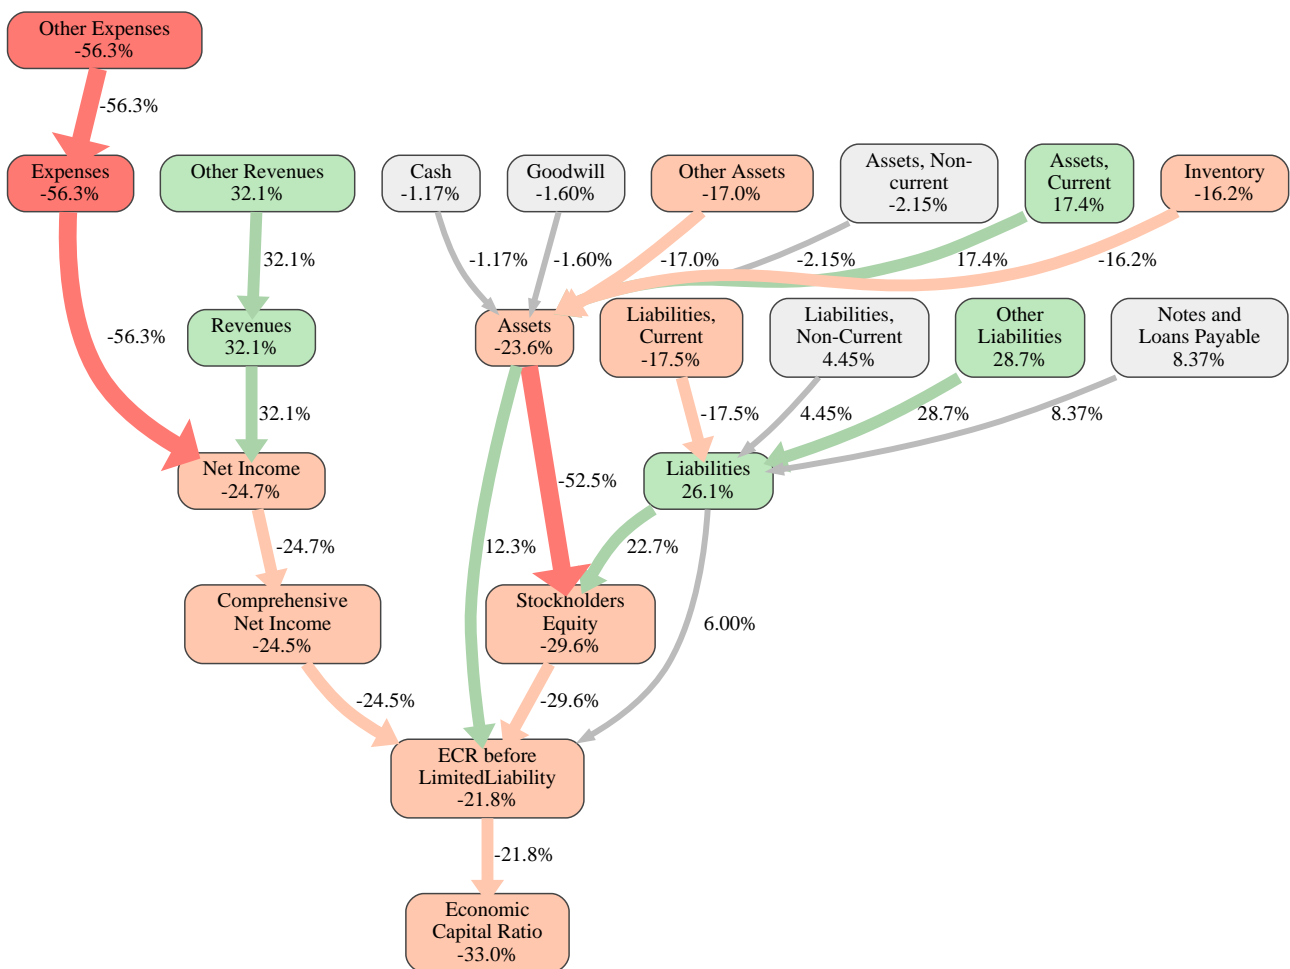 Other Expenses
-56.3%
-56.3%
Expenses
-56.3%
Other Revenues
32.1%
Cash
-1.17%
Goodwill
-1.60%
Other Assets
-17.0%
Assets, Non-
current
-2.15%
Assets,
Current
17.4%
Inventory
-16.2%
32.1%
-1.17%
-1.60%
-17.0%
-2.15%
17.4%
-16.2%
-56.3%
Revenues
32.1%
Assets
-23.6%
Liabilities,
Current
-17.5%
Liabilities,
Non-Current
4.45%
Other
Liabilities
28.7%
Notes and
Loans Payable
8.37%
32.1%
-17.5%
4.45%
28.7%
8.37%
Net Income
-24.7%
-52.5%
Liabilities
26.1%
-24.7%
12.3%
22.7%
Comprehensive
Net Income
-24.5%
Stockholders
Equity
-29.6%
6.00%
-24.5%
-29.6%
ECR before
LimitedLiability
-21.8%
-21.8%
Economic
Capital Ratio
-33.0%